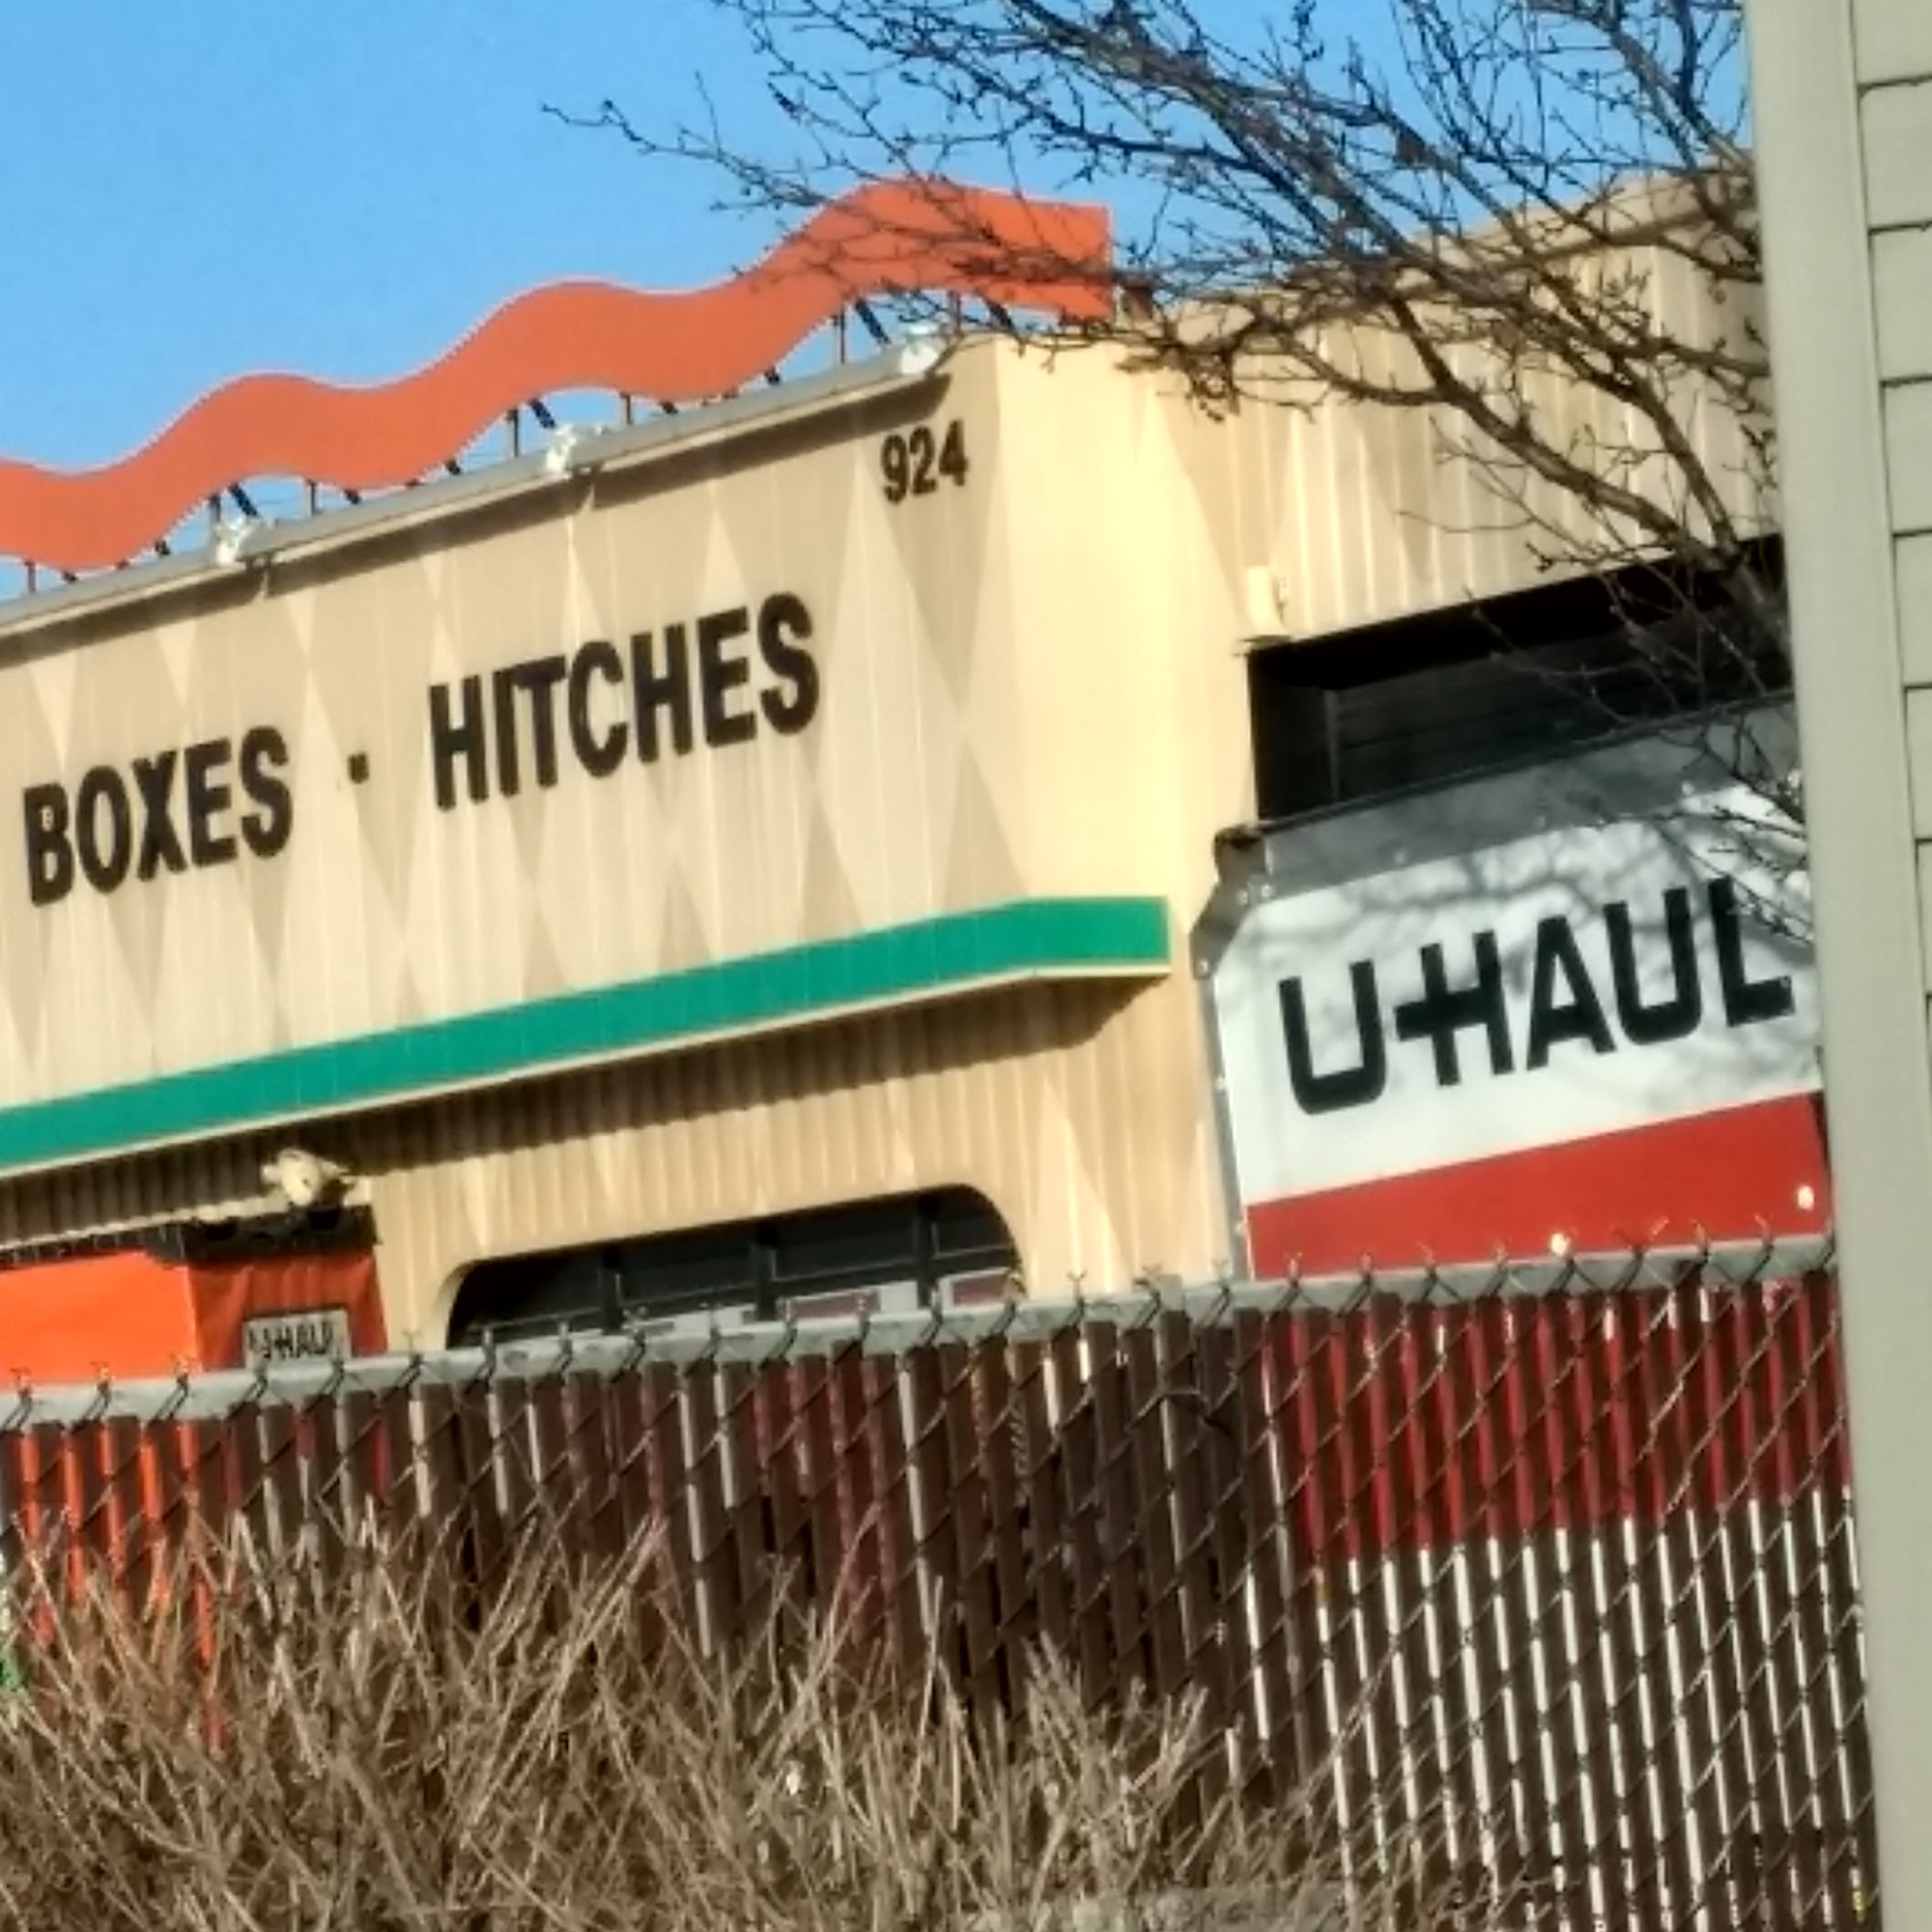 924
BOXES · HITCHES
U-HAUL
U-HAUL